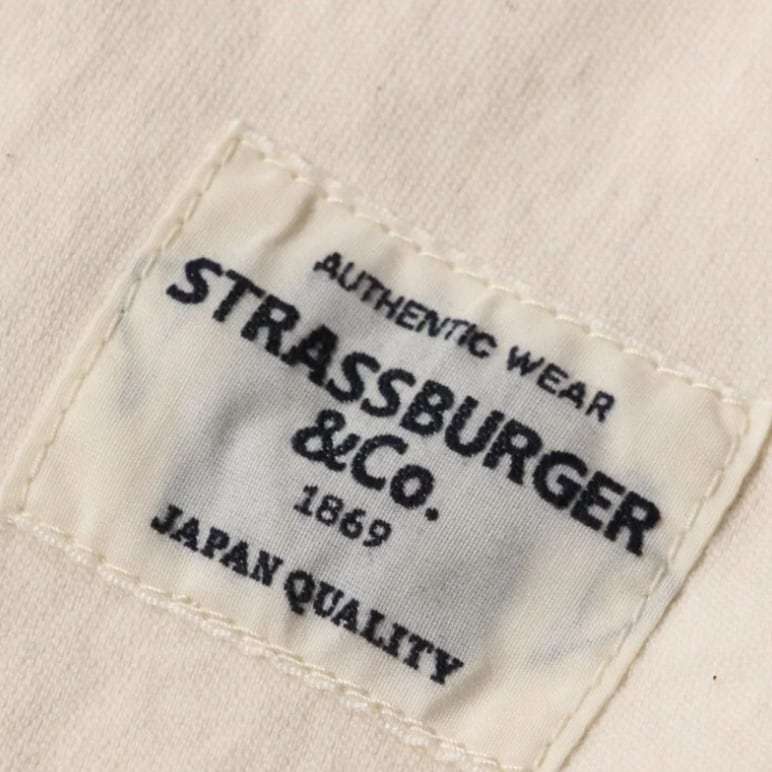 AUTHENTIC WEAR
STRASSBURGER
&Co.
1869
JAPAN QUALITY